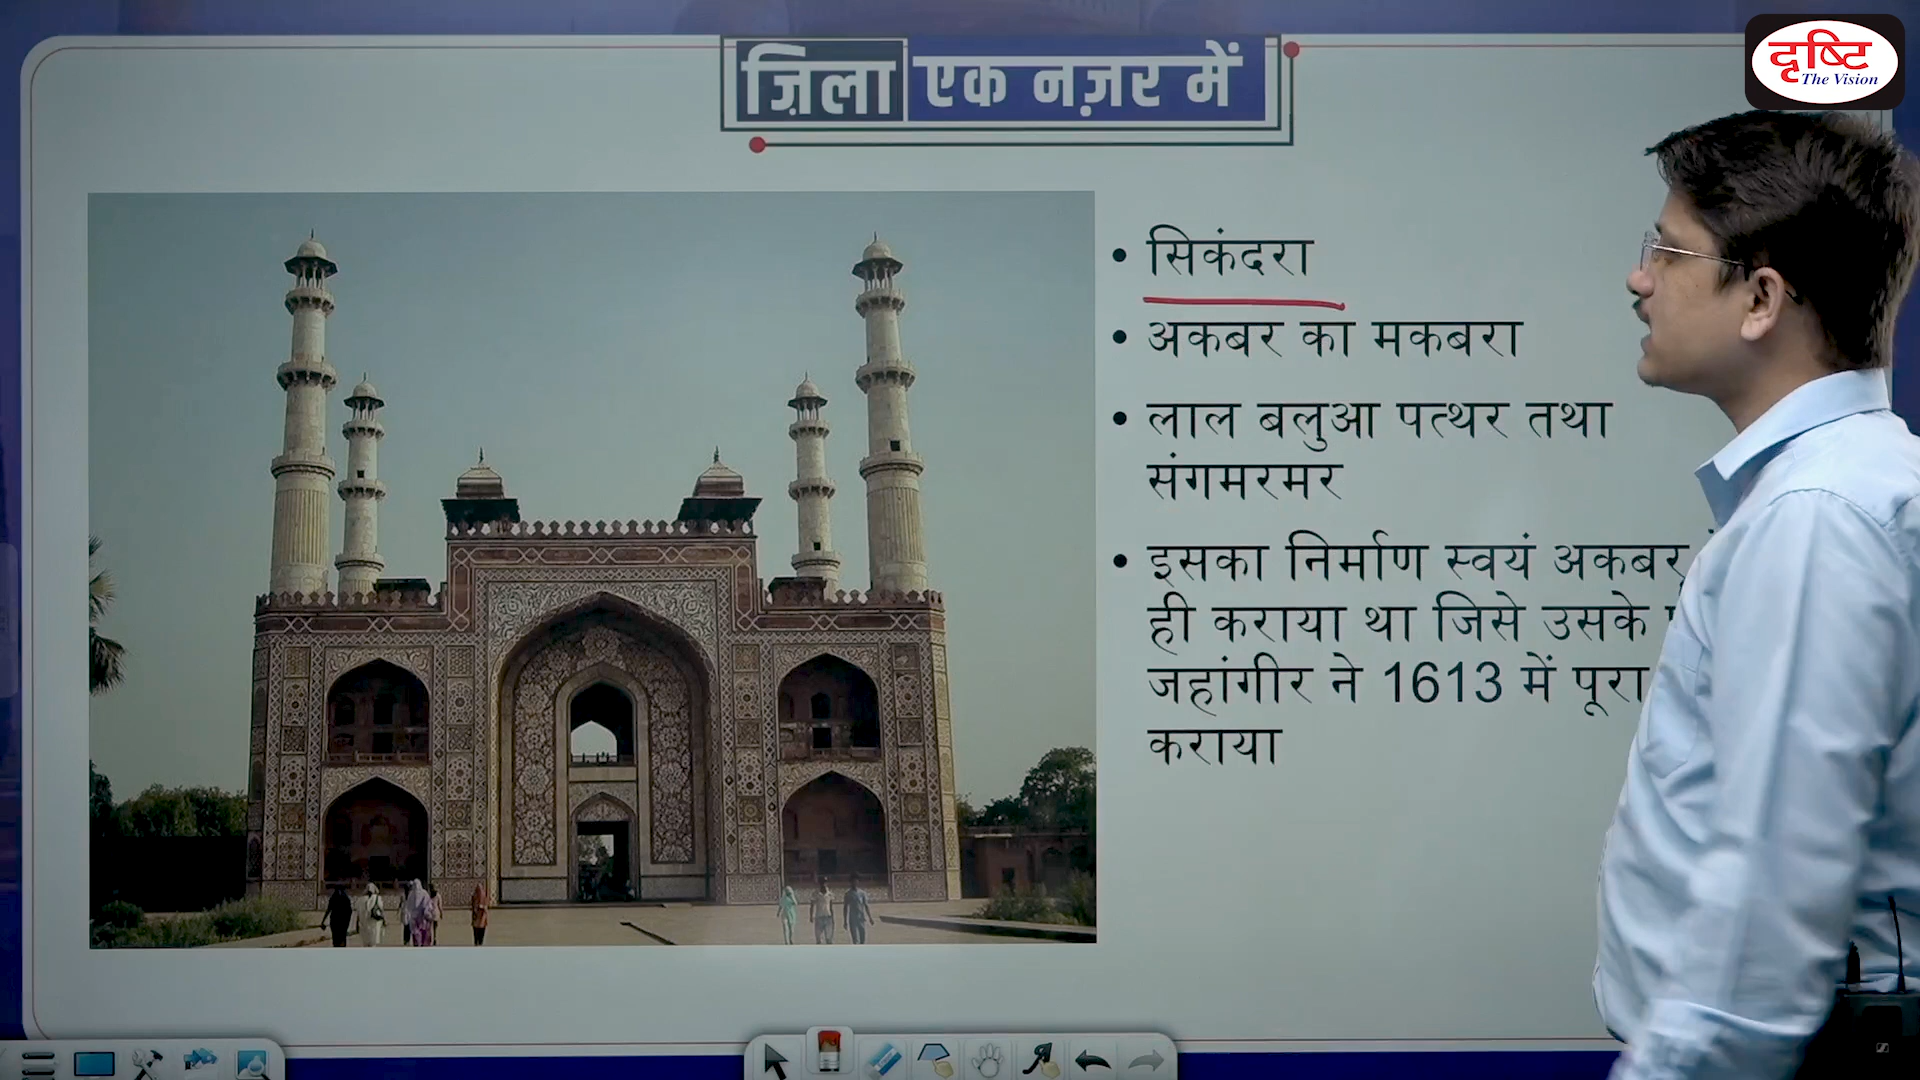 ज़िला एक नज़र में
दृष्टि
The Vision
• सिकंदरा
• अकबर का मकबरा
• लाल बलुआ पत्थर तथा
संगमरमर
• इसका निर्माण स्वयं अकबर
ही कराया था जिसे उसके
जहांगीर ने 1613 में पूरा
कराया